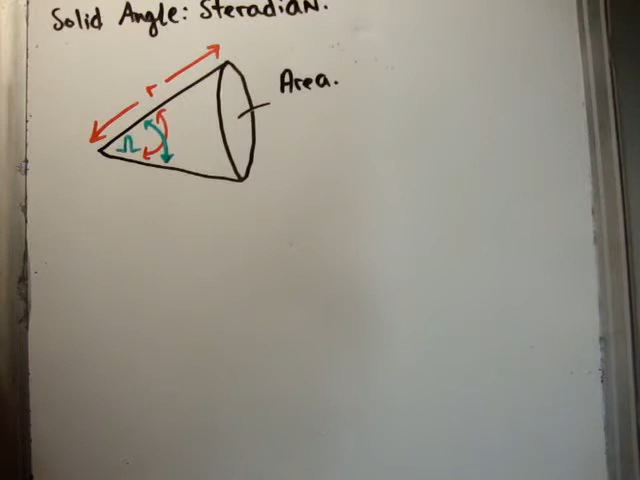 Solid Angle: Steradian.
r
Area.
Ω